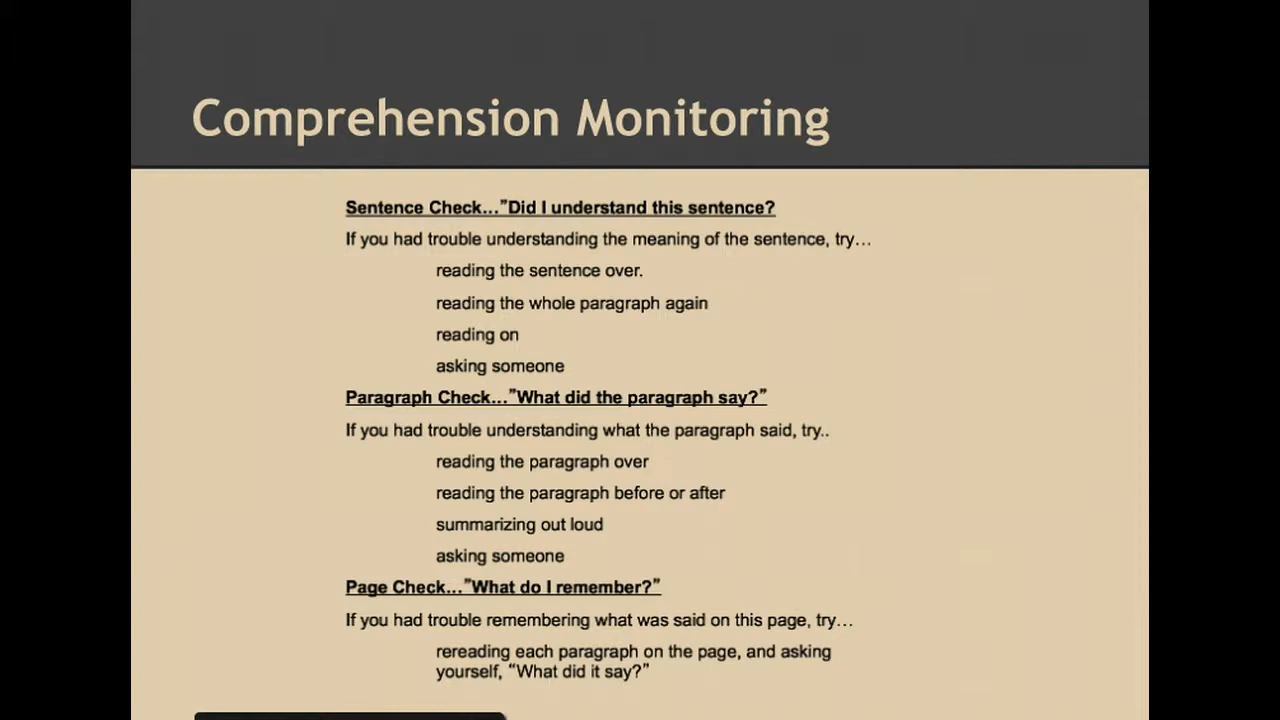 Comprehension Monitoring
Sentence Check…”Did I understand this sentence?
If you had trouble understanding the meaning of the sentence, try…
reading the sentence over.
reading the whole paragraph again
reading on
asking someone
Paragraph Check…”What did the paragraph say?”
If you had trouble understanding what the paragraph said, try..
reading the paragraph over
reading the paragraph before or after
summarizing out loud
asking someone
Page Check…”What do I remember?”
If you had trouble remembering what was said on this page, try…
rereading each paragraph on the page, and asking
yourself, “What did it say?”